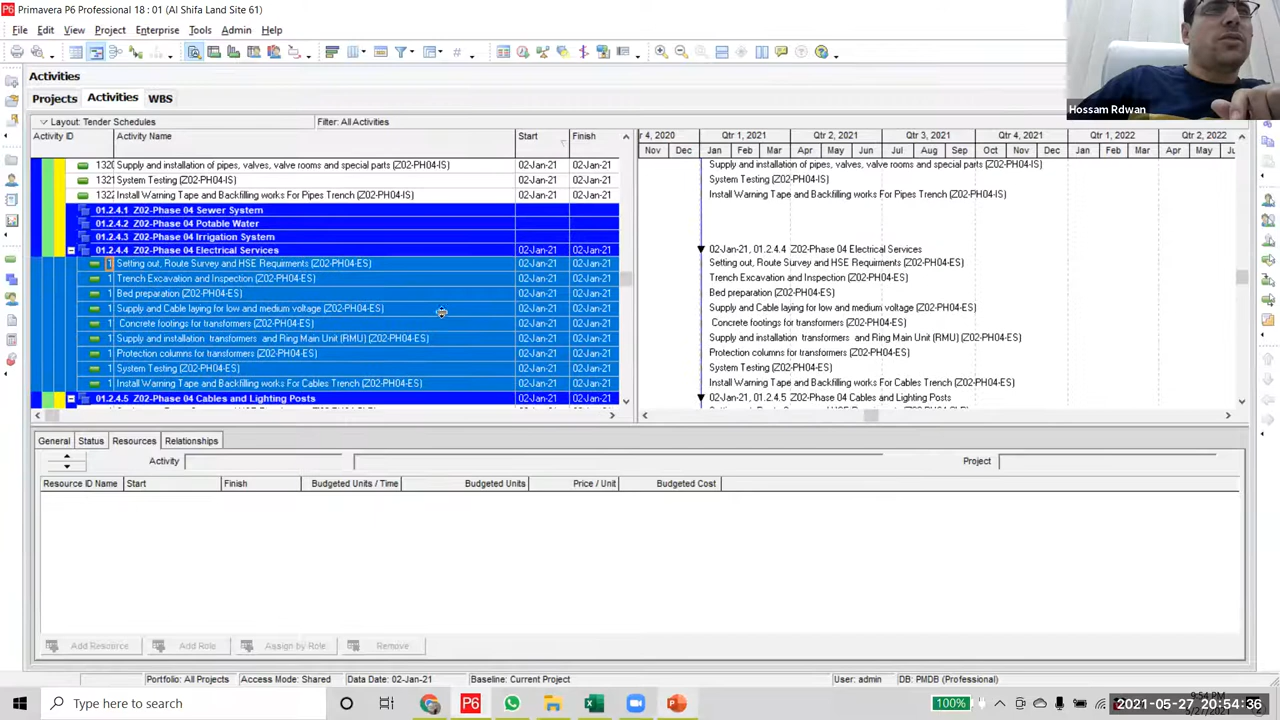 Primavera P6 Professional 18 : 01 (Al Shifa Land Site 61)
File Edit View Project Enterprise Tools Admin Help
Hossam Rdwan
Activities
Projects Activities WBS
Layout: Tender Schedules Filter: All Activities
Activity ID Activity Name Start Finish
r 4, 2020 Qtr 1, 2021 Qtr 2, 2021 Qtr 3, 2021 Qtr 4, 2021 Qtr 1, 2022 Qtr 2, 2022
Nov Dec Jan Feb Mar Apr May Jun Jul Aug Sep Oct Nov Dec Jan Feb Mar Apr May
132( Supply and installation of pipes, valves, valve rooms and special parts (Z02-PH04-IS) 02-Jan-21 02-Jan-21 Supply and installation of pipes, valves, valve rooms and special parts (Z02-PH04-IS)
1321 System Testing (Z02-PH04-IS) 02-Jan-21 02-Jan-21 System Testing (Z02-PH04-IS)
1322 Install Warning Tape and Backfilling works For Pipes Trench (Z02-PH04-IS) 02-Jan-21 02-Jan-21 Install Warning Tape and Backfilling works For Pipes Trench (Z02-PH04-IS)
01.2.4.1 Z02-Phase 04 Sewer System
01.2.4.2 Z02-Phase 04 Potable Water
01.2.4.3 Z02-Phase 04 Irrigation System
01.2.4.4 Z02-Phase 04 Electrical Services 02-Jan-21 02-Jan-21 02-Jan-21, 01.2.4.4 Z02-Phase 04 Electrical Services
1 Setting out, Route Survey and HSE Requirments (Z02-PH04-ES) 02-Jan-21 02-Jan-21 Setting out, Route Survey and HSE Requirments (Z02-PH04-ES)
1 Trench Excavation and Inspection (Z02-PH04-ES) 02-Jan-21 02-Jan-21 Trench Excavation and Inspection (Z02-PH04-ES)
1 Bed preparation (Z02-PH04-ES) 02-Jan-21 02-Jan-21 Bed preparation (Z02-PH04-ES)
1 Supply and Cable laying for low and medium voltage (Z02-PH04-ES) 02-Jan-21 02-Jan-21 Supply and Cable laying for low and medium voltage (Z02-PH04-ES)
1 Concrete footings for transformers (Z02-PH04-ES) 02-Jan-21 02-Jan-21 Concrete footings for transformers (Z02-PH04-ES)
1 Supply and installation transformers and Ring Main Unit (RMU) (Z02-PH04-ES) 02-Jan-21 02-Jan-21 Supply and installation transformers and Ring Main Unit (RMU) (Z02-PH04-ES)
1 Protection columns for transformers (Z02-PH04-ES) 02-Jan-21 02-Jan-21 Protection columns for transformers (Z02-PH04-ES)
1 System Testing (Z02-PH04-ES) 02-Jan-21 02-Jan-21 System Testing (Z02-PH04-ES)
1 Install Warning Tape and Backfilling works For Cables Trench (Z02-PH04-ES) 02-Jan-21 02-Jan-21 Install Warning Tape and Backfilling works For Cables Trench (Z02-PH04-ES)
01.2.4.5 Z02-Phase 04 Cables and Lighting Posts 02-Jan-21 02-Jan-21 02-Jan-21, 01.2.4.5 Z02-Phase 04 Cables and Lighting Posts
General Status Resources Relationships
Activity Project
Resource ID Name Start Finish Budgeted Units / Time Budgeted Units Price / Unit Budgeted Cost
Add Resource Add Role Assign by Role Remove
Portfolio: All Projects Access Mode: Shared Data Date: 02-Jan-21 Baseline: Current Project User: admin DB: PMDB (Professional)
Type here to search 100% 9:54 PM
2021-05-27 20:54:36